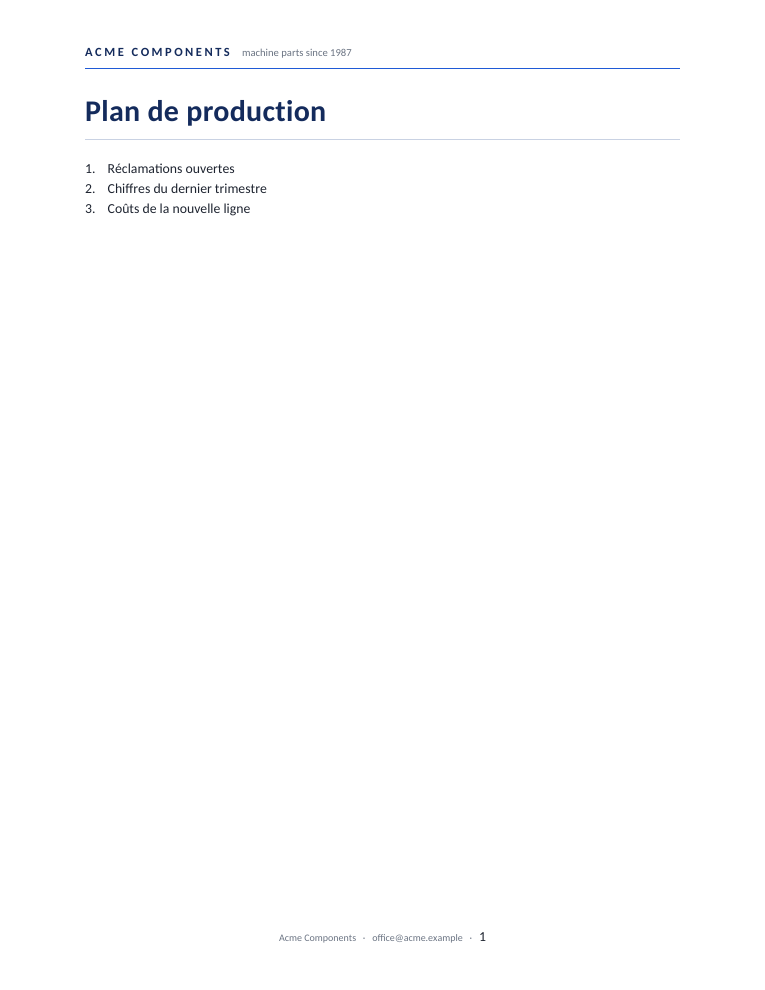 ACME COMPONENTS machine parts since 1987
Plan de production
1. Réclamations ouvertes
2. Chiffres du dernier trimestre
3. Coûts de la nouvelle ligne
Acme Components · office@acme.example · 1